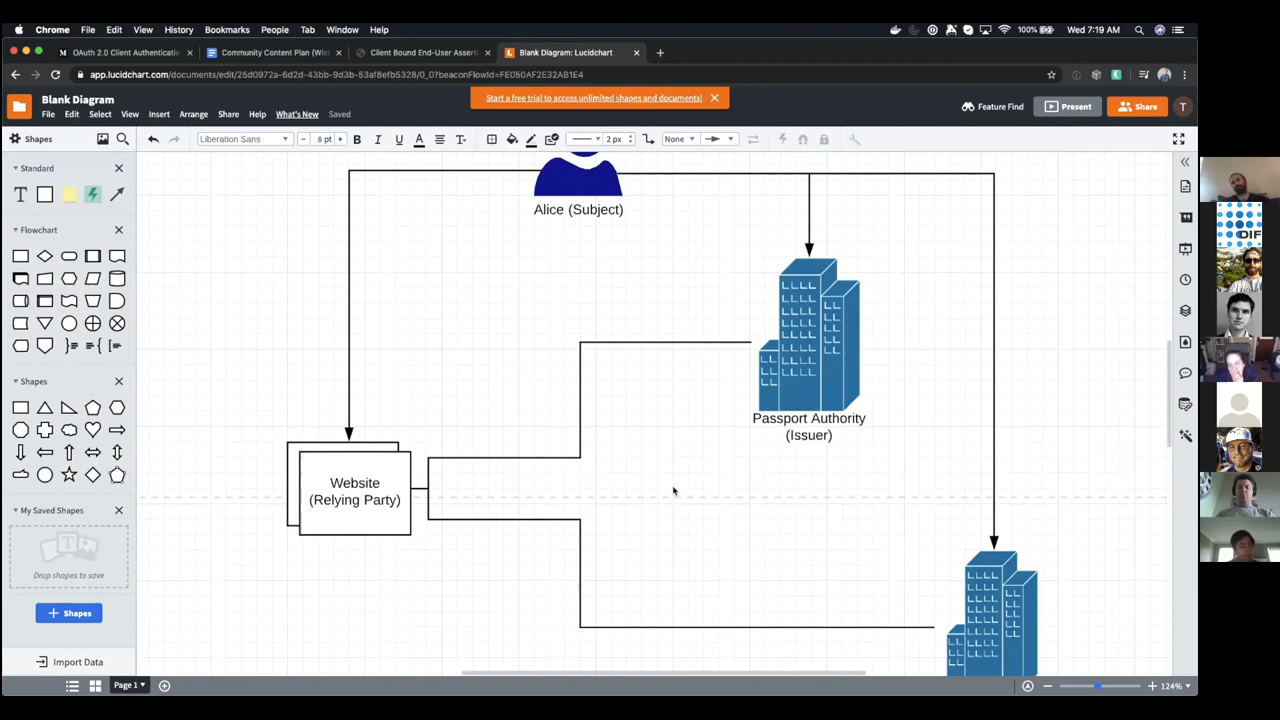 Chrome File Edit View History Bookmarks People Tab Window Help 100% Wed 7:19 AM
OAuth 2.0 Client Authenticatio Community Content Plan (Wisl Client Bound End-User Assert Blank Diagram: Lucidchart
app.lucidchart.com/documents/edit/25d0972a-6d2d-43bb-9d3b-53af8efb5328/0_0?beaconFlowId=FE050AF2E32AB1E4
Blank Diagram
Start a free trial to access unlimited shapes and documents!
Feature Find Present Share T
File Edit Select View Insert Arrange Share Help What's New Saved
Shapes Liberation Sans 8 pt B I U A T 2 px None
Standard
T
Flowchart
Shapes
My Saved Shapes
Drop shapes to save
+ Shapes
Import Data
Alice (Subject)
Passport Authority
(Issuer)
Website
(Relying Party)
DIF
Page 1 124%